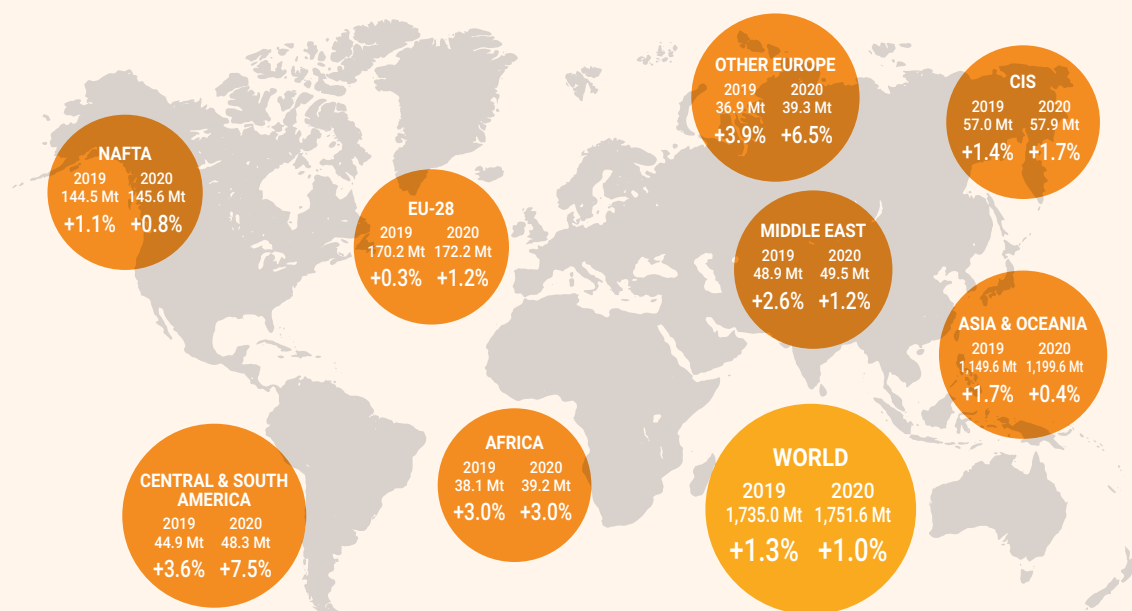 OTHER EUROPE
2019 2020
36.9 Mt 39.3 Mt
+3.9% +6.5%
CIS
2019 2020
57.0 Mt 57.9 Mt
+1.4% +1.7%
NAFTA
2019 2020
144.5 Mt 145.6 Mt
+1.1% +0.8%
EU-28
2019 2020
170.2 Mt 172.2 Mt
+0.3% +1.2%
MIDDLE EAST
2019 2020
48.9 Mt 49.5 Mt
+2.6% +1.2%
ASIA & OCEANIA
2019 2020
1,149.6 Mt 1,199.6 Mt
+1.7% +0.4%
CENTRAL & SOUTH
AMERICA
2019 2020
44.9 Mt 48.3 Mt
+3.6% +7.5%
AFRICA
2019 2020
38.1 Mt 39.2 Mt
+3.0% +3.0%
WORLD
2019 2020
1,735.0 Mt 1,751.6 Mt
+1.3% +1.0%